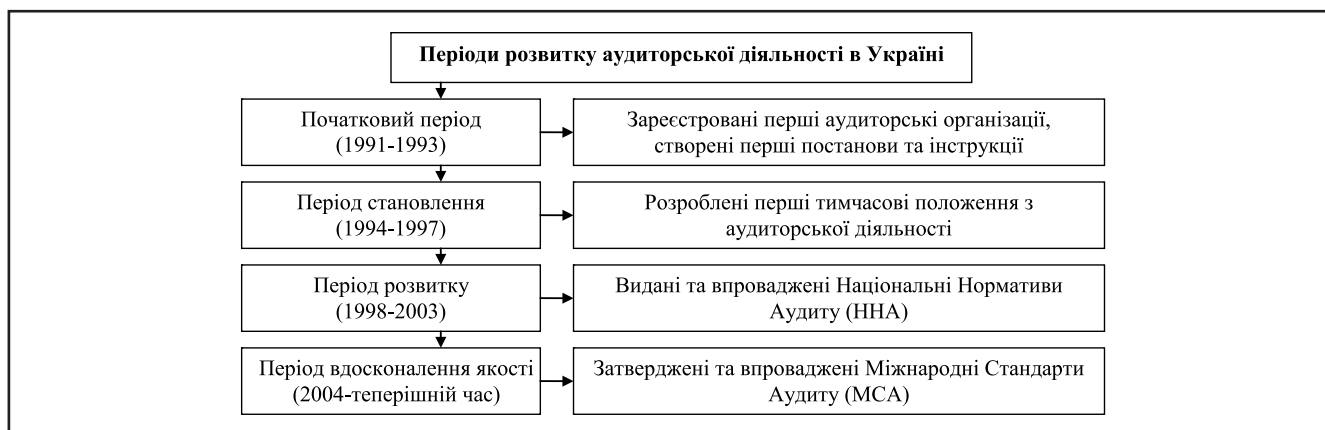 Періоди розвитку аудиторської діяльності в Україні
Початковий період
(1991-1993)
Зареєстровані перші аудиторські організації,
створені перші постанови та інструкції
Період становлення
(1994-1997)
Розроблені перші тимчасові положення з
аудиторської діяльності
Період розвитку
(1998-2003)
Видані та впроваджені Національні Нормативи
Аудиту (ННА)
Період вдосконалення якості
(2004-теперішній час)
Затверджені та впроваджені Міжнародні Стандарти
Аудиту (МСА)